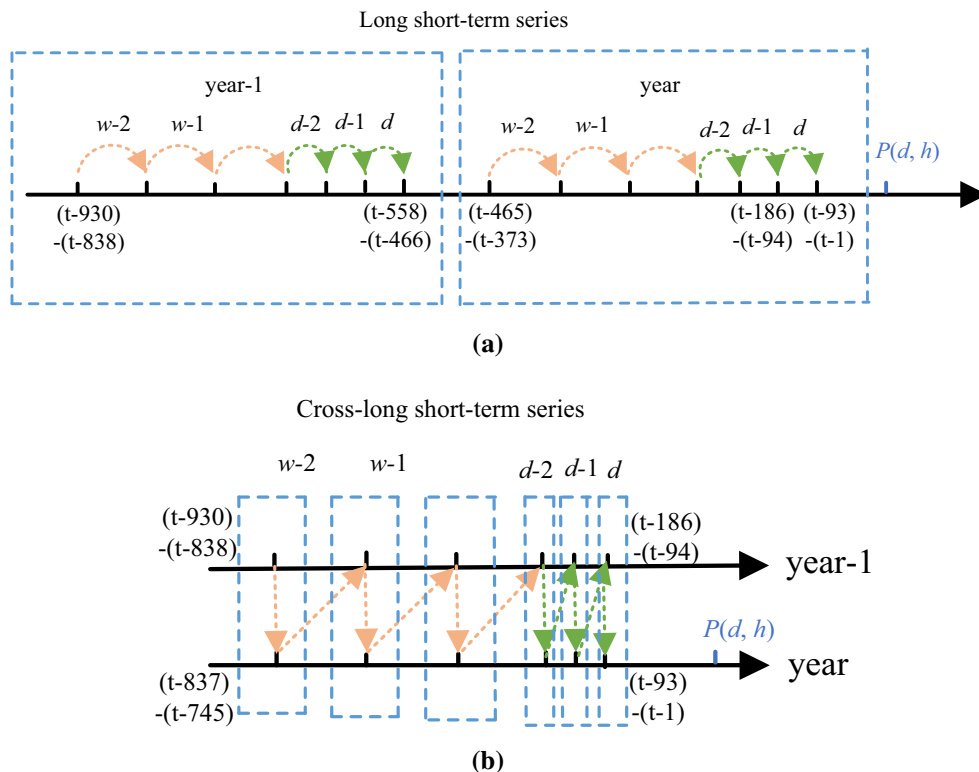 Long short-term series
year-1
year
w-2
w-1
d-2
d-1
d
w-2
w-1
d-2
d-1
d
P(d, h)
(t-930)
-(t-838)
(t-558)
-(t-466)
(t-465)
-(t-373)
(t-186)
-(t-94)
(t-93)
-(t-1)
(a)
Cross-long short-term series
w-2
w-1
d-2
d-1
d
(t-930)
-(t-838)
(t-186)
-(t-94)
year-1
P(d, h)
year
(t-837)
-(t-745)
(t-93)
-(t-1)
(b)